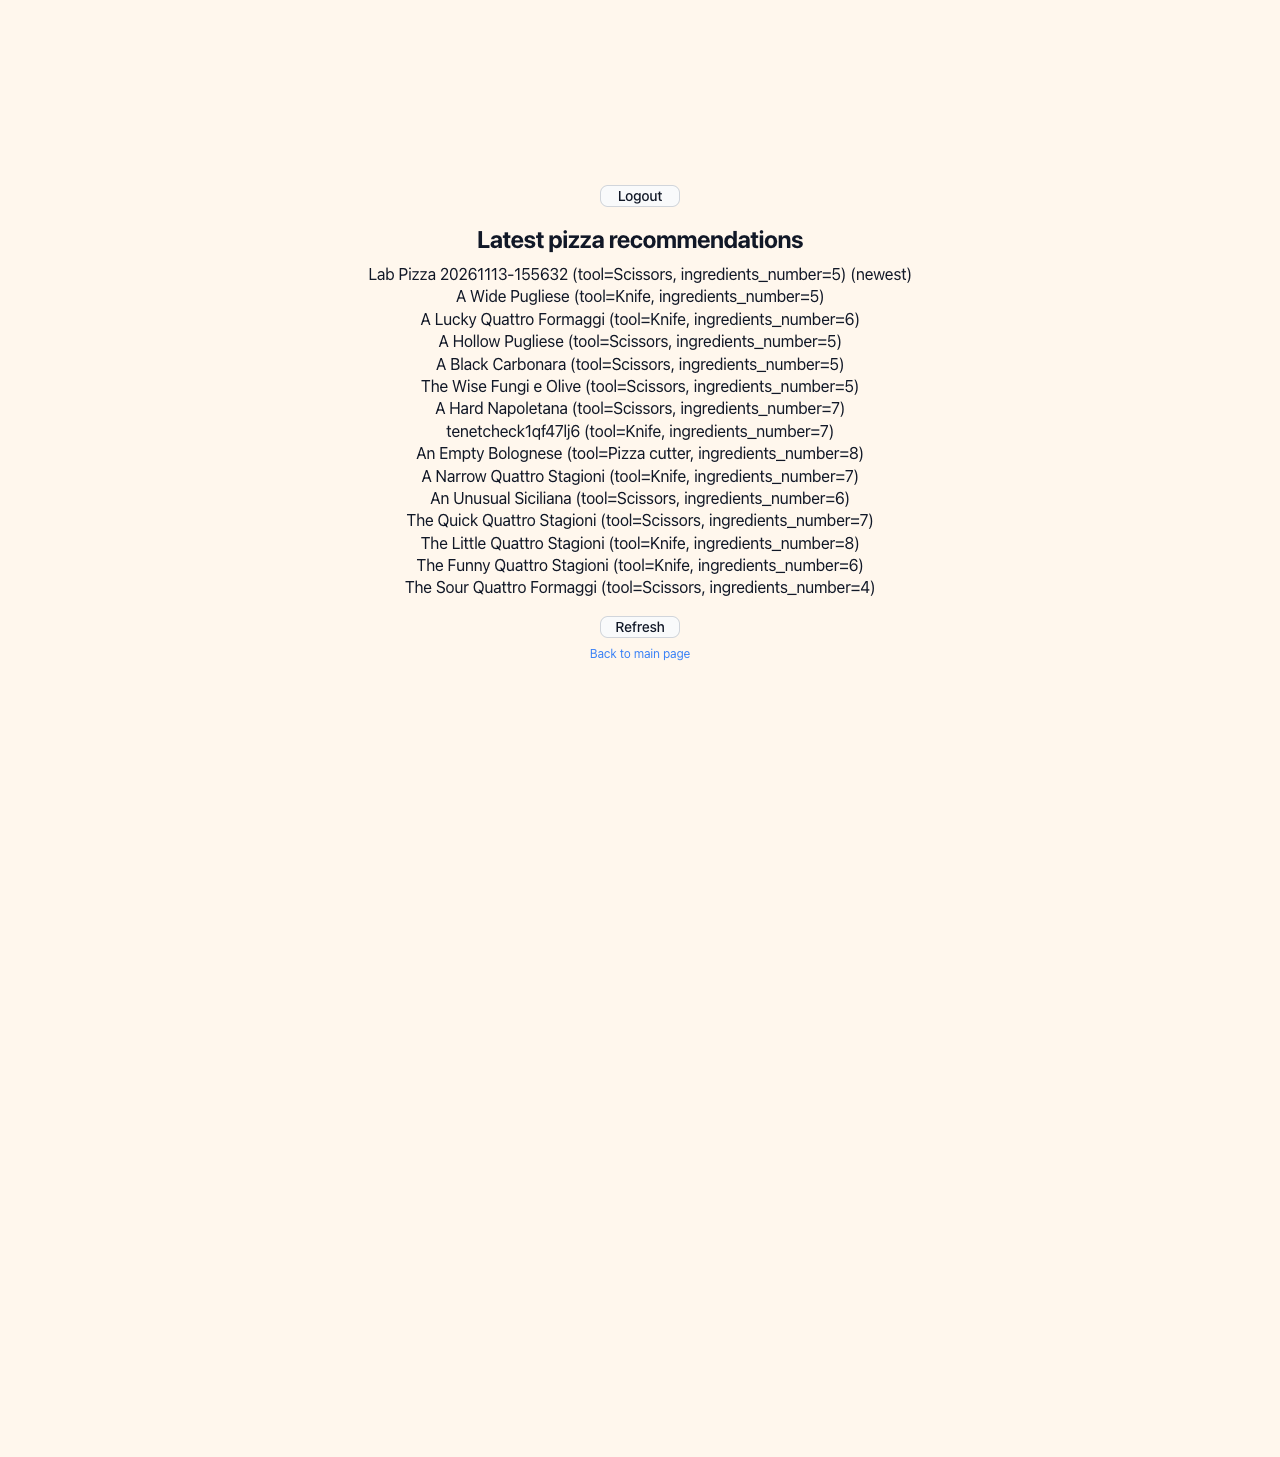 Logout
Latest pizza recommendations
Lab Pizza 20261113-155632 (tool=Scissors, ingredients_number=5) (newest)
A Wide Pugliese (tool=Knife, ingredients_number=5)
A Lucky Quattro Formaggi (tool=Knife, ingredients_number=6)
A Hollow Pugliese (tool=Scissors, ingredients_number=5)
A Black Carbonara (tool=Scissors, ingredients_number=5)
The Wise Fungi e Olive (tool=Scissors, ingredients_number=5)
A Hard Napoletana (tool=Scissors, ingredients_number=7)
tenetcheck1qf47lj6 (tool=Knife, ingredients_number=7)
An Empty Bolognese (tool=Pizza cutter, ingredients_number=8)
A Narrow Quattro Stagioni (tool=Knife, ingredients_number=7)
An Unusual Siciliana (tool=Scissors, ingredients_number=6)
The Quick Quattro Stagioni (tool=Scissors, ingredients_number=7)
The Little Quattro Stagioni (tool=Knife, ingredients_number=8)
The Funny Quattro Stagioni (tool=Knife, ingredients_number=6)
The Sour Quattro Formaggi (tool=Scissors, ingredients_number=4)
Refresh
Back to main page